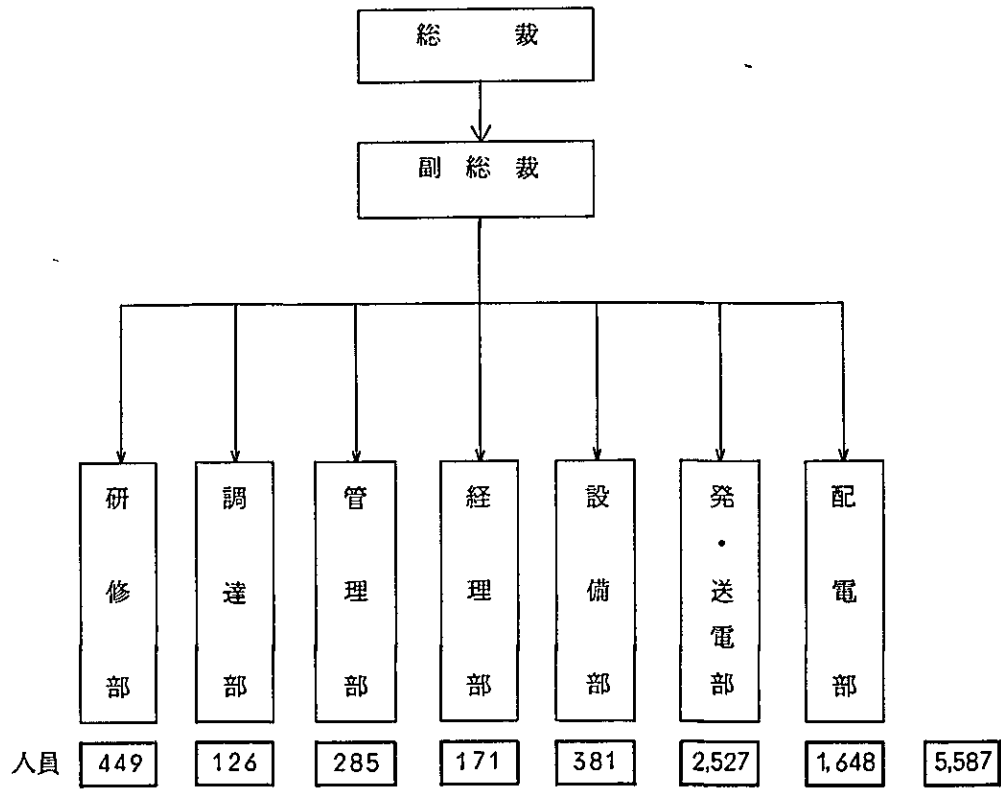 総裁
副総裁
研修部
調達部
管理部
経理部
設備部
発・送電部
配電部
人員 449 126 285 171 381 2,527 1,648 5,587